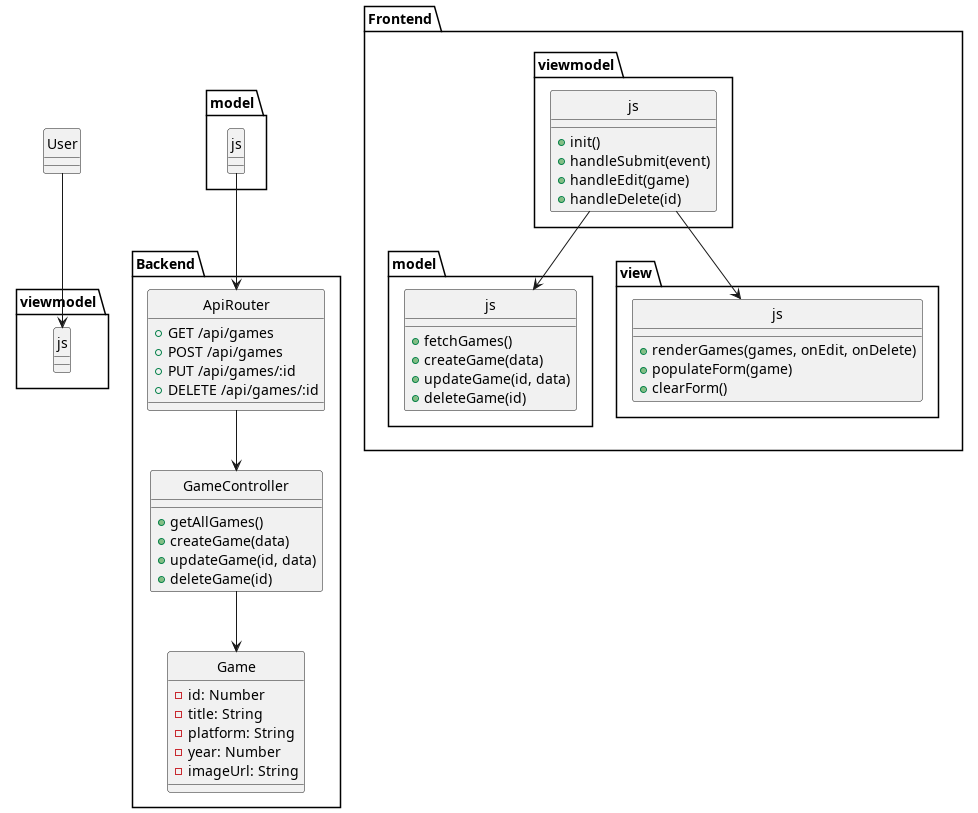 User
viewmodel
js
model
js
Backend
ApiRouter
GET /api/games
POST /api/games
PUT /api/games/:id
DELETE /api/games/:id
GameController
getAllGames()
createGame(data)
updateGame(id, data)
deleteGame(id)
Game
id: Number
title: String
platform: String
year: Number
imageUrl: String
Frontend
viewmodel
js
init()
handleSubmit(event)
handleEdit(game)
handleDelete(id)
model
js
fetchGames()
createGame(data)
updateGame(id, data)
deleteGame(id)
view
js
renderGames(games, onEdit, onDelete)
populateForm(game)
clearForm()